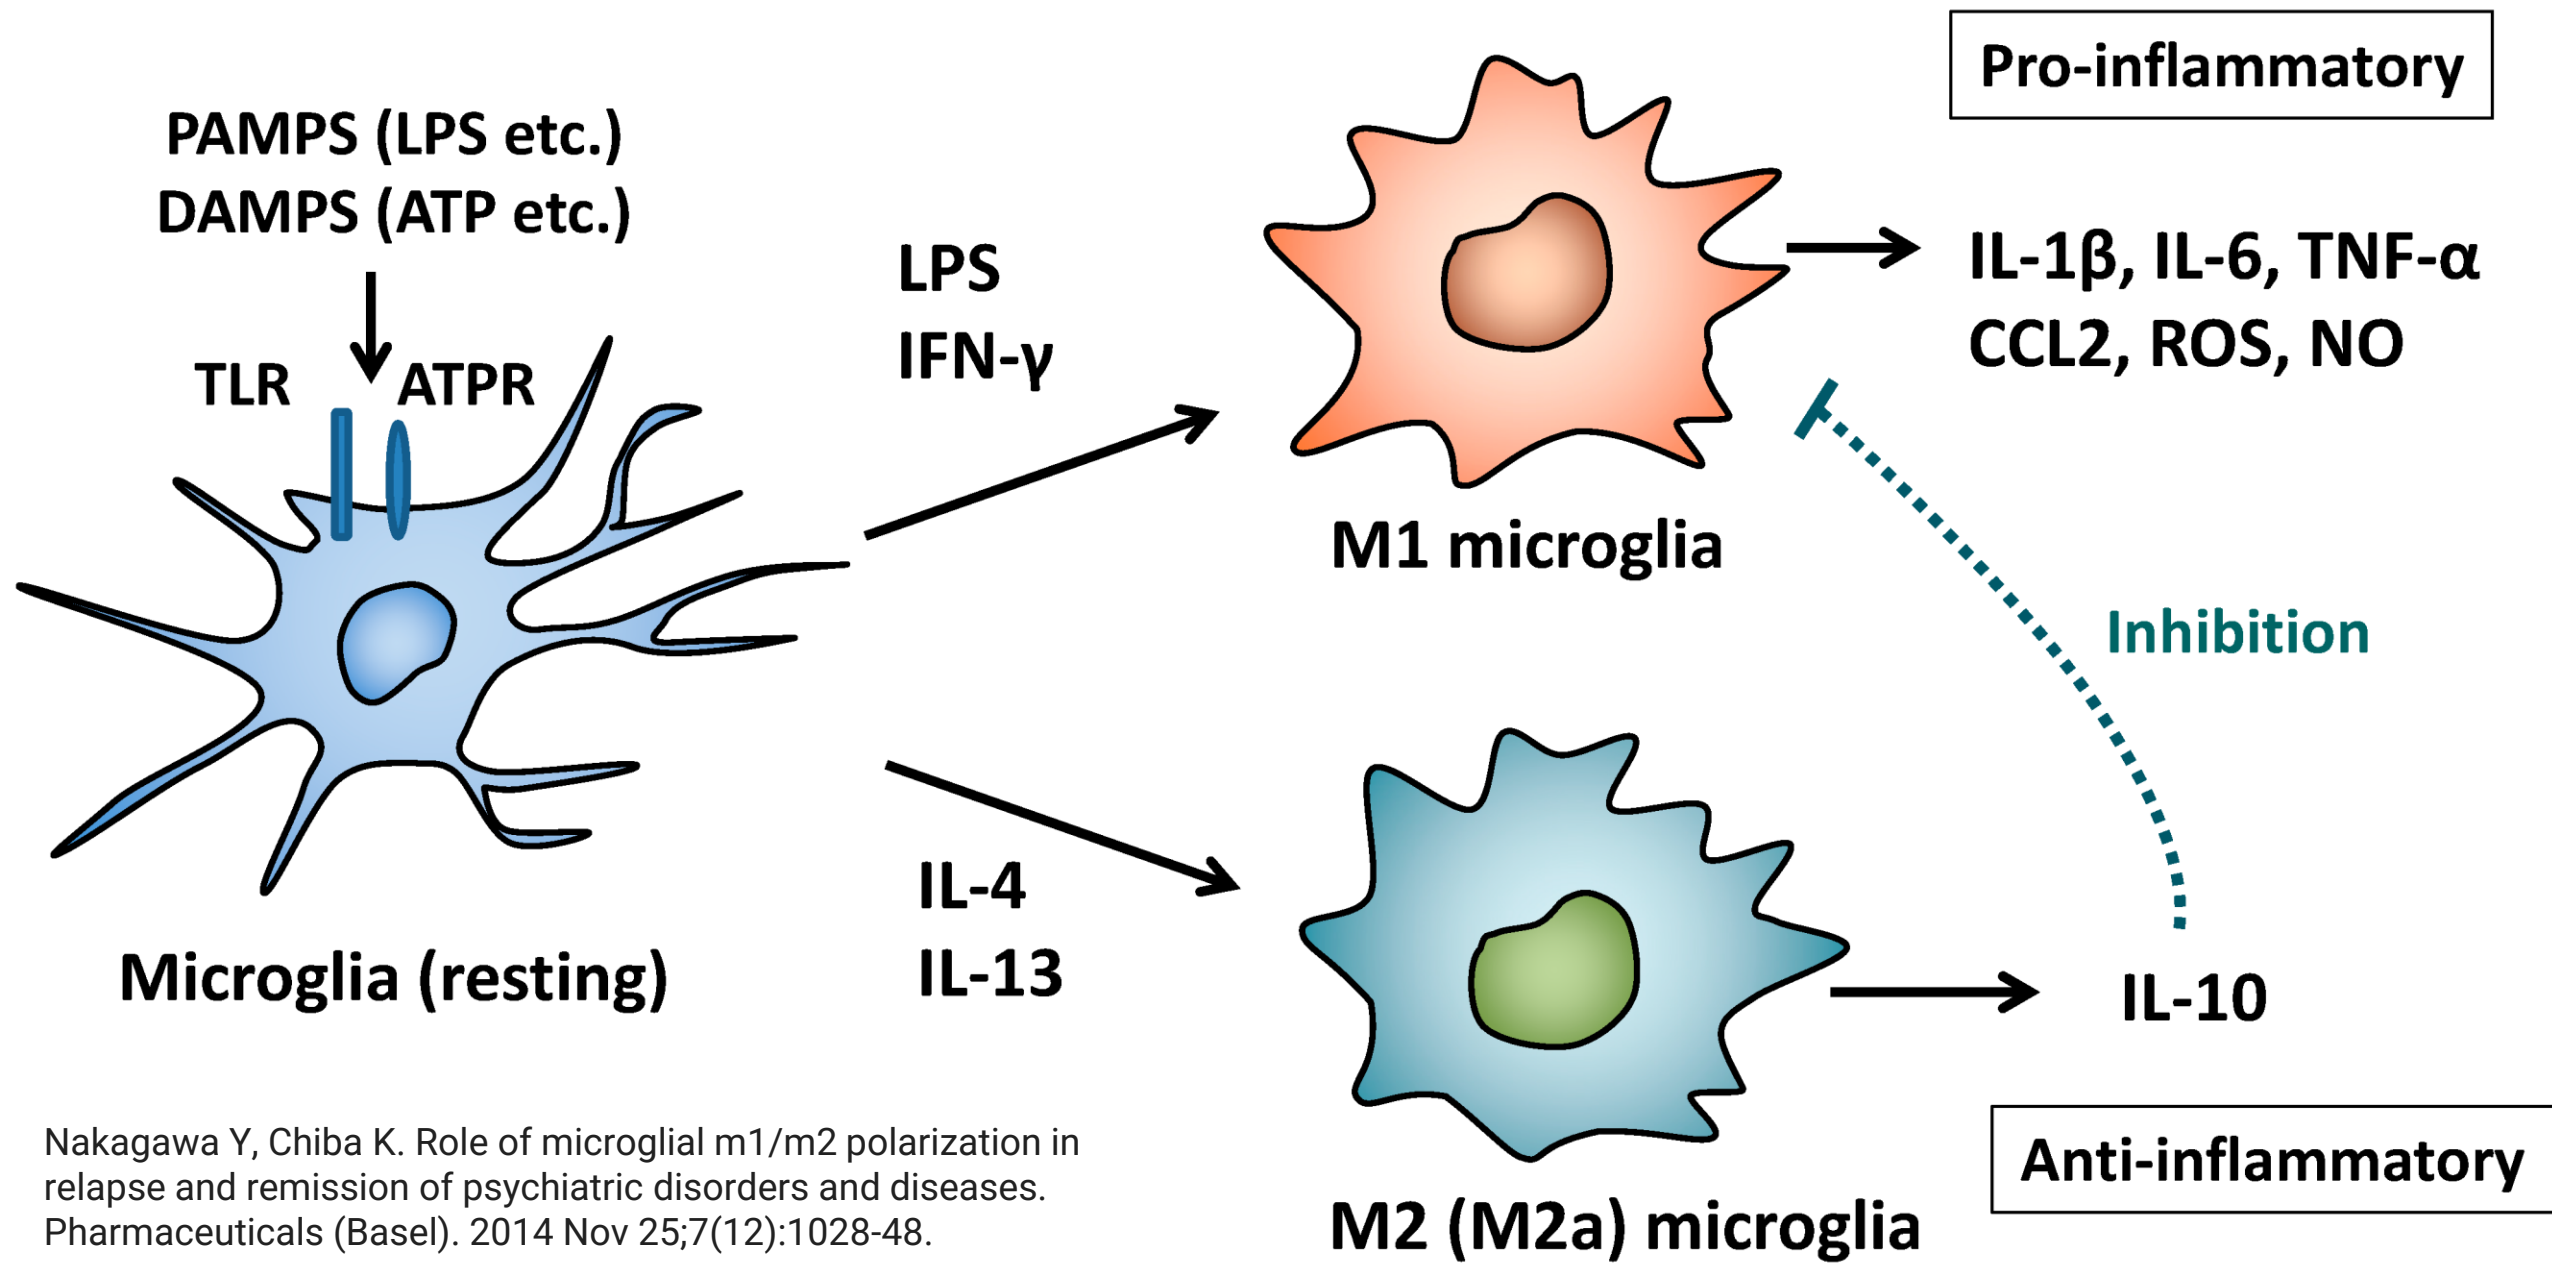 PAMPS (LPS etc.)
DAMPS (ATP etc.)
TLR
ATPR
Microglia (resting)
LPS
IFN-γ
IL-4
IL-13
M1 microglia
Pro-inflammatory
IL-1β, IL-6, TNF-α
CCL2, ROS, NO
Inhibition
M2 (M2a) microglia
IL-10
Anti-inflammatory
Nakagawa Y, Chiba K. Role of microglial m1/m2 polarization in
relapse and remission of psychiatric disorders and diseases.
Pharmaceuticals (Basel). 2014 Nov 25;7(12):1028-48.